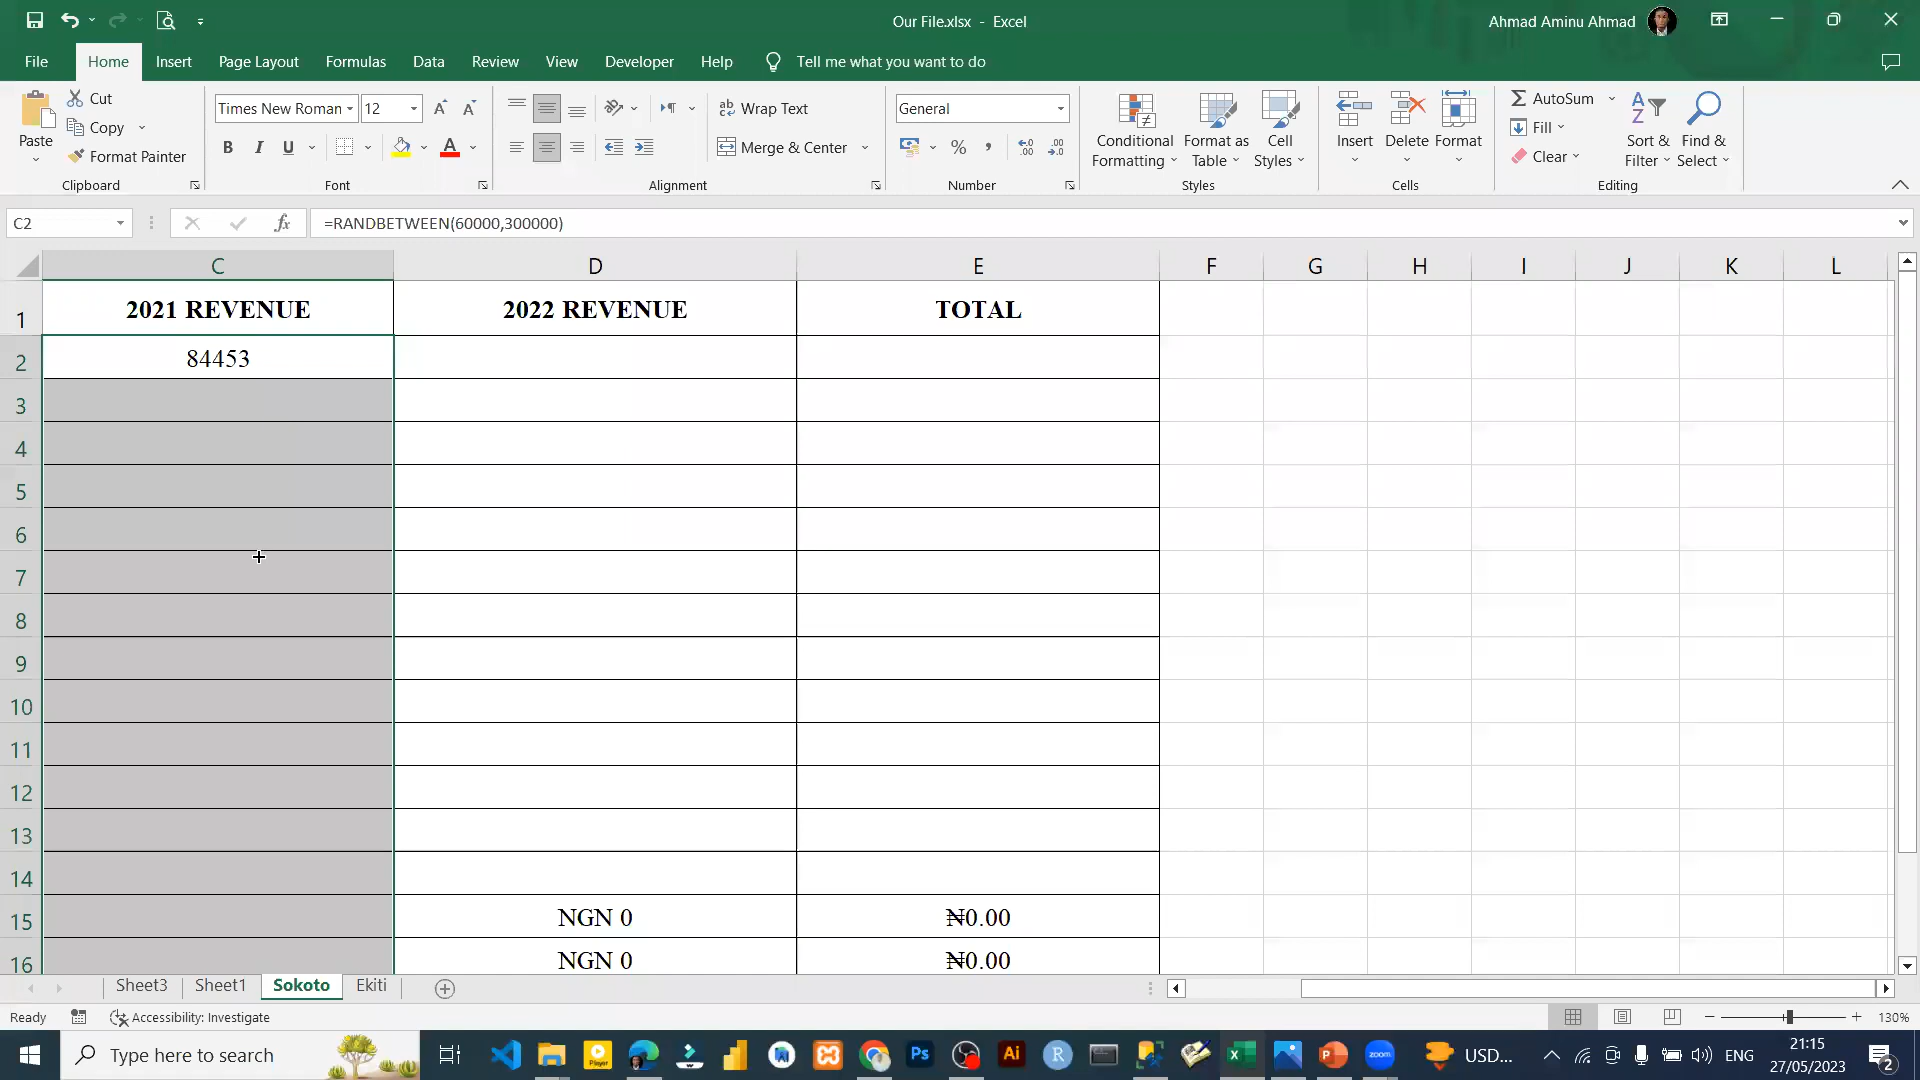 Our File.xlsx - Excel
Ahmad Aminu Ahmad
File Home Insert Page Layout Formulas Data Review View Developer Help Tell me what you want to do
Paste
Cut
Copy
Format Painter
Clipboard
Times New Roman 12
B I U
Font
Wrap Text
Merge & Center
Alignment
General
%
Number
Conditional Formatting
Format as Table
Cell Styles
Styles
Insert Delete Format
Cells
AutoSum
Fill
Clear
Sort & Filter
Find & Select
Editing
C2
fx
=RANDBETWEEN(60000,300000)
C D E F G H I J K L
1 2021 REVENUE 2022 REVENUE TOTAL
2 84453
3
4
5
6
7
8
9
10
11
12
13
14
15 NGN 0 ₦0.00
16 NGN 0 ₦0.00
Sheet3 Sheet1 Sokoto Ekiti
Ready Accessibility: Investigate 130%
Type here to search
Player
Ps
Ai
R
zoom
USD...
ENG
21:15
27/05/2023
2